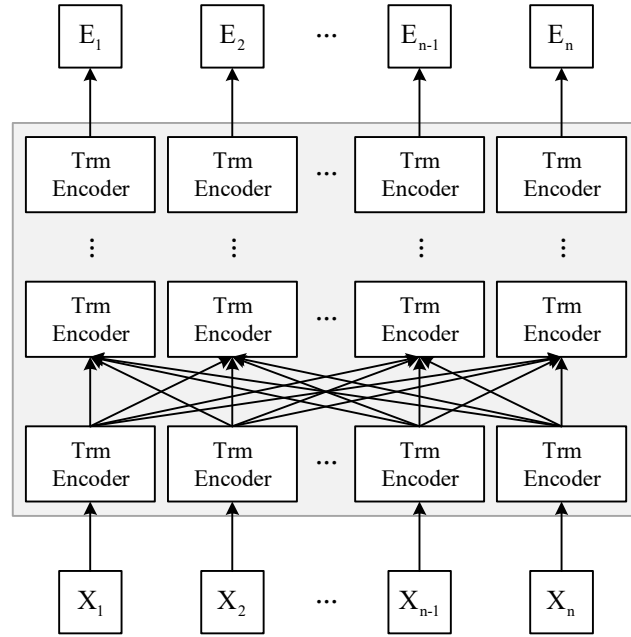 E₁ E₂ ... Eₙ₋₁ Eₙ
Trm Trm Trm Trm
Encoder Encoder ... Encoder Encoder
⋮ ⋮ ⋮ ⋮
Trm Trm Trm Trm
Encoder Encoder ... Encoder Encoder
Trm Trm Trm Trm
Encoder Encoder ... Encoder Encoder
X₁ X₂ ... Xₙ₋₁ Xₙ